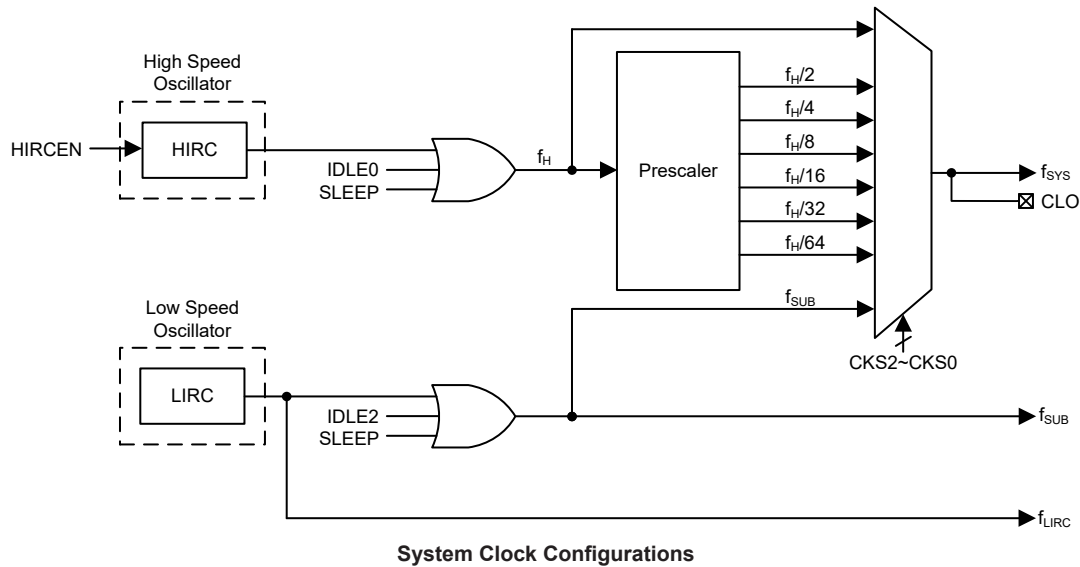 High Speed
Oscillator
HIRCEN
HIRC
IDLE0
SLEEP
fH
Prescaler
fH/2
fH/4
fH/8
fH/16
fH/32
fH/64
fSUB
CKS2~CKS0
fSYS
CLO
Low Speed
Oscillator
LIRC
IDLE2
SLEEP
fSUB
fLIRC
System Clock Configurations